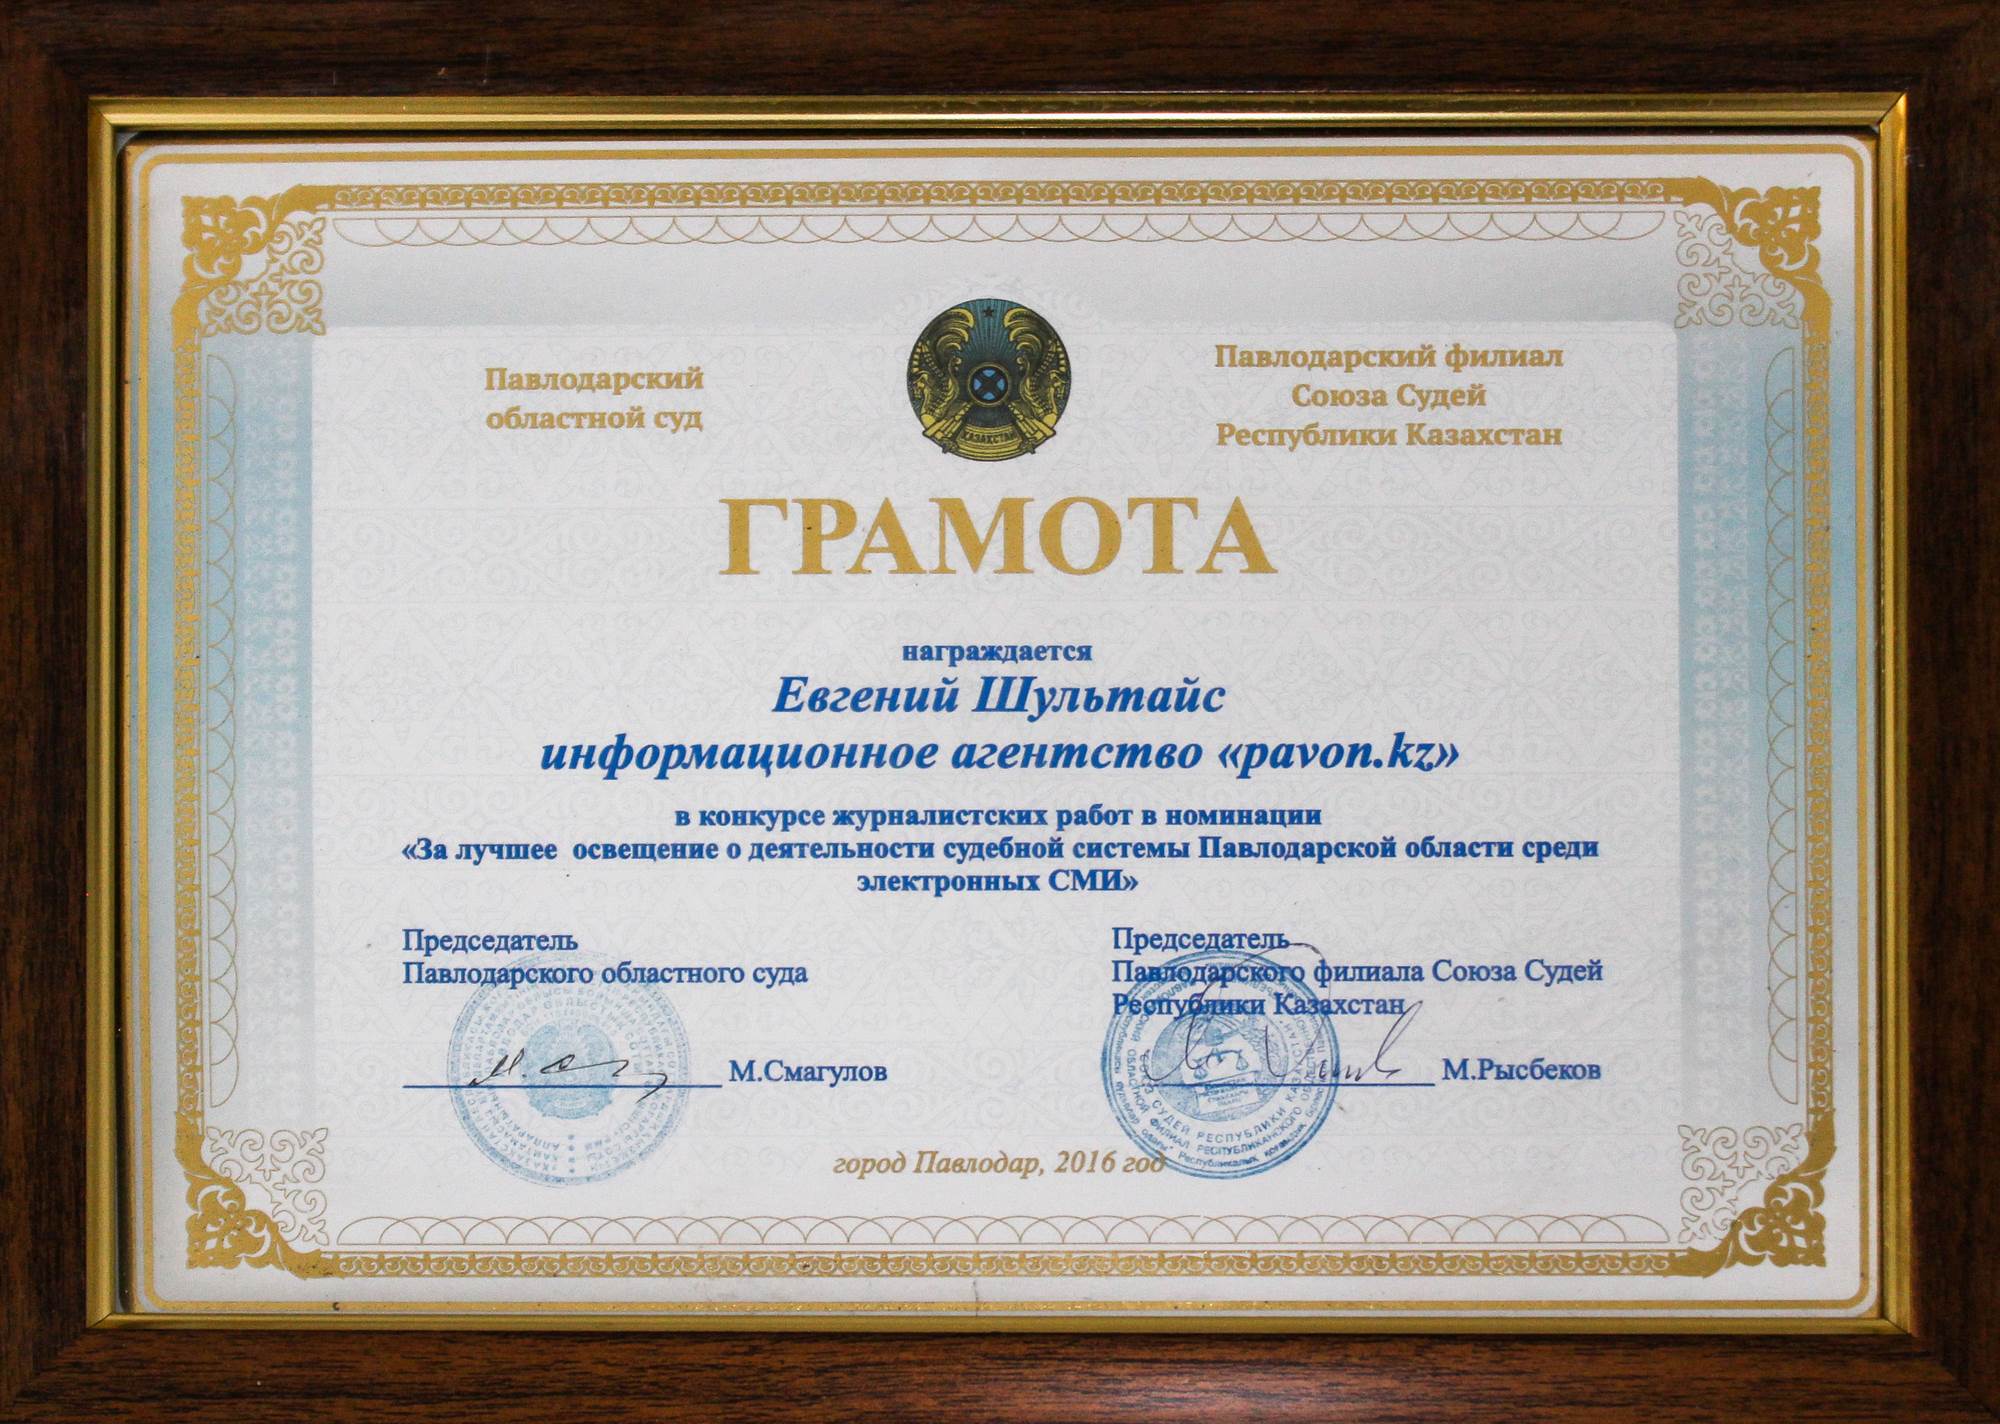 Павлодарский
областной суд
ҚАЗАҚСТАН
Павлодарский филиал
Союза Судей
Республики Казахстан
ГРАМОТА
награждается
Евгений Шультайс
информационное агентство «pavon.kz»
в конкурсе журналистских работ в номинации
«За лучшее освещение о деятельности судебной системы Павлодарской области среди
электронных СМИ»
Председатель
Павлодарского областного суда
М.Смагулов
Председатель
Павлодарского филиала Союза Судей
Республики Казахстан
М.Рысбеков
город Павлодар, 2016 год